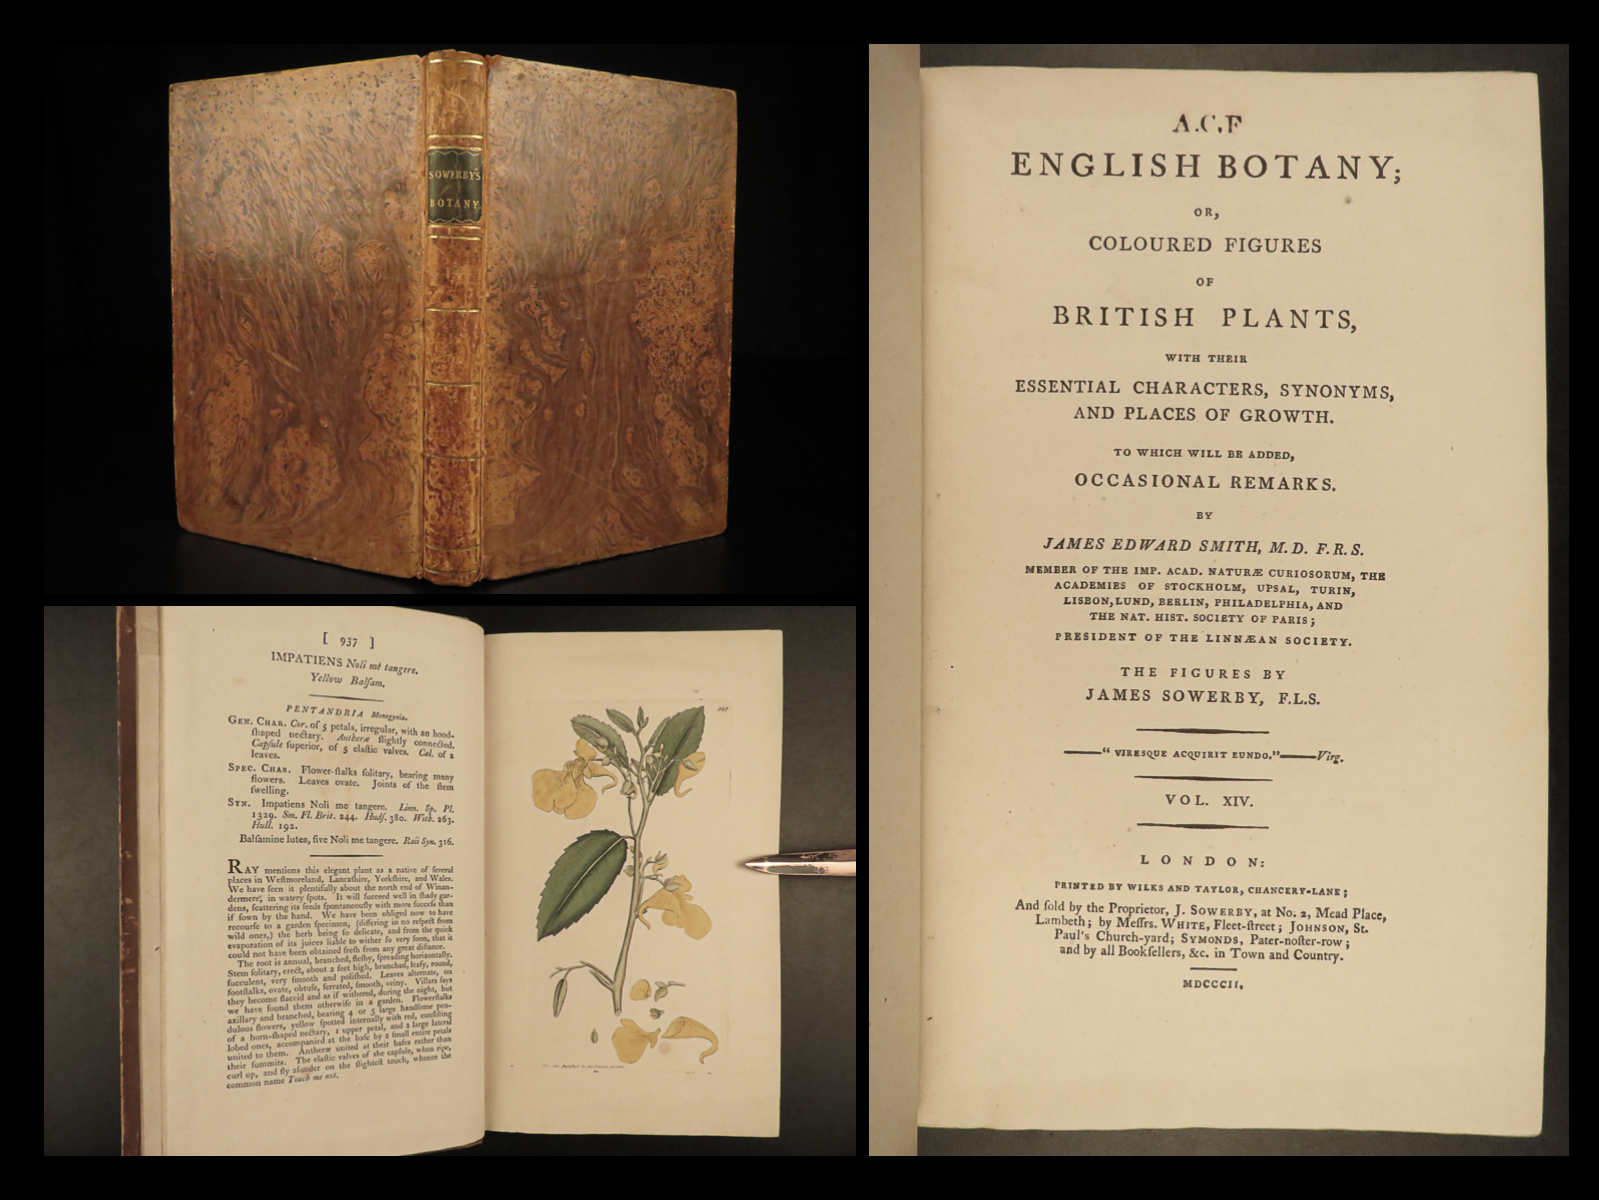 SOWERBY'S
BOTANY
[ 937 ]
IMPATIENS Noli me tangere.
Yellow Balſam.
PENTANDRIA Monogynia.
GEN. CHAR. Cor. of 5 petals, irregular, with an hood-
ſhaped nectary. Antheræ ſlightly connected.
Capſule ſuperior, of 5 elaſtic valves. Cal. of 2
leaves.
SPEC. CHAR. Flower-ſtalks ſolitary, bearing many
flowers. Leaves ovate. Joints of the ſtem
ſwelling.
SYN. Impatiens Noli me tangere. Linn. Sp. Pl.
1329. Sm. Fl. Brit. 244. Hudſ. 380. With. 263.
Hull. 192.
Balſamine lutea, ſive Noli me tangere. Raii Syn. 316.
RAY mentions this elegant plant as a native of ſeveral
places in Weſtmoreland, Lancaſhire, Yorkſhire, and Wales.
We have ſeen it plentifully about the north end of Winan-
dermere, in watery ſpots. It will ſucceed well in ſhady gar-
dens, ſcattering its ſeeds ſpontaneouſly with more ſucceſs than
if ſown by the hand. We have been obliged now to have
recourſe to a garden ſpecimen, (differing in no reſpect from
wild ones,) the herb being ſo delicate, and from the quick
evaporation of its juices liable to wither ſo very ſoon, that it
could not have been obtained freſh from any great diſtance.
The root is annual, branched, fleſhy, ſpreading horizontally.
Stem ſolitary, erect, about 2 feet high, branched, leafy, round,
ſucculent, very ſmooth and poliſhed. Leaves alternate, on
footſtalks, ovate, obtuſe, ſerrated, ſmooth, veiny. Villars ſays
they become flaccid and as if withered, during the night, but
we have found them otherwiſe in a garden. Flowerſtalks
axillary and branched, bearing 4 or 5 large handſome pen-
dulous flowers, yellow ſpotted internally with red, conſiſting
of a horn-ſhaped nectary, 1 upper petal, and 2 large lateral
lobed ones, accompanied at the baſe by 2 ſmall entire petals
united to them. Antheræ united at their baſes rather than
their ſummits. The elaſtic valves of the capſule, when ripe,
curl up, and fly aſunder on the ſlighteſt touch, whence the
common name Touch me not.
937
A.C.F
ENGLISH BOTANY;
OR,
COLOURED FIGURES
OF
BRITISH PLANTS,
WITH THEIR
ESSENTIAL CHARACTERS, SYNONYMS,
AND PLACES OF GROWTH.
TO WHICH WILL BE ADDED,
OCCASIONAL REMARKS.
BY
JAMES EDWARD SMITH, M.D. F.R.S.
MEMBER OF THE IMP. ACAD. NATURÆ CURIOSORUM, THE
ACADEMIES OF STOCKHOLM, UPSAL, TURIN,
LISBON, LUND, BERLIN, PHILADELPHIA, AND
THE NAT. HIST. SOCIETY OF PARIS;
PRESIDENT OF THE LINNÆAN SOCIETY.
THE FIGURES BY
JAMES SOWERBY, F.L.S.
——“ VIRESQUE ACQUIRIT EUNDO.”——Virg.
VOL. XIV.
LONDON:
PRINTED BY WILKS AND TAYLOR, CHANCERY-LANE;
And ſold by the Proprietor, J. SOWERBY, at No. 2, Mead Place,
Lambeth; by Meſſrs. WHITE, Fleet-ſtreet; JOHNSON, St.
Paul's Church-yard; SYMONDS, Pater-noſter-row;
and by all Bookſellers, &c. in Town and Country.
MDCCCII.